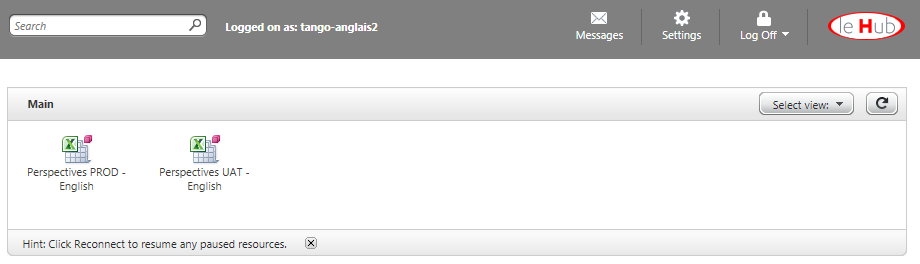 Search
Logged on as: tango-anglais2
Messages
Settings
Log Off
le Hub
Main
Select view:
Perspectives PROD -
English
Perspectives UAT -
English
Hint: Click Reconnect to resume any paused resources.